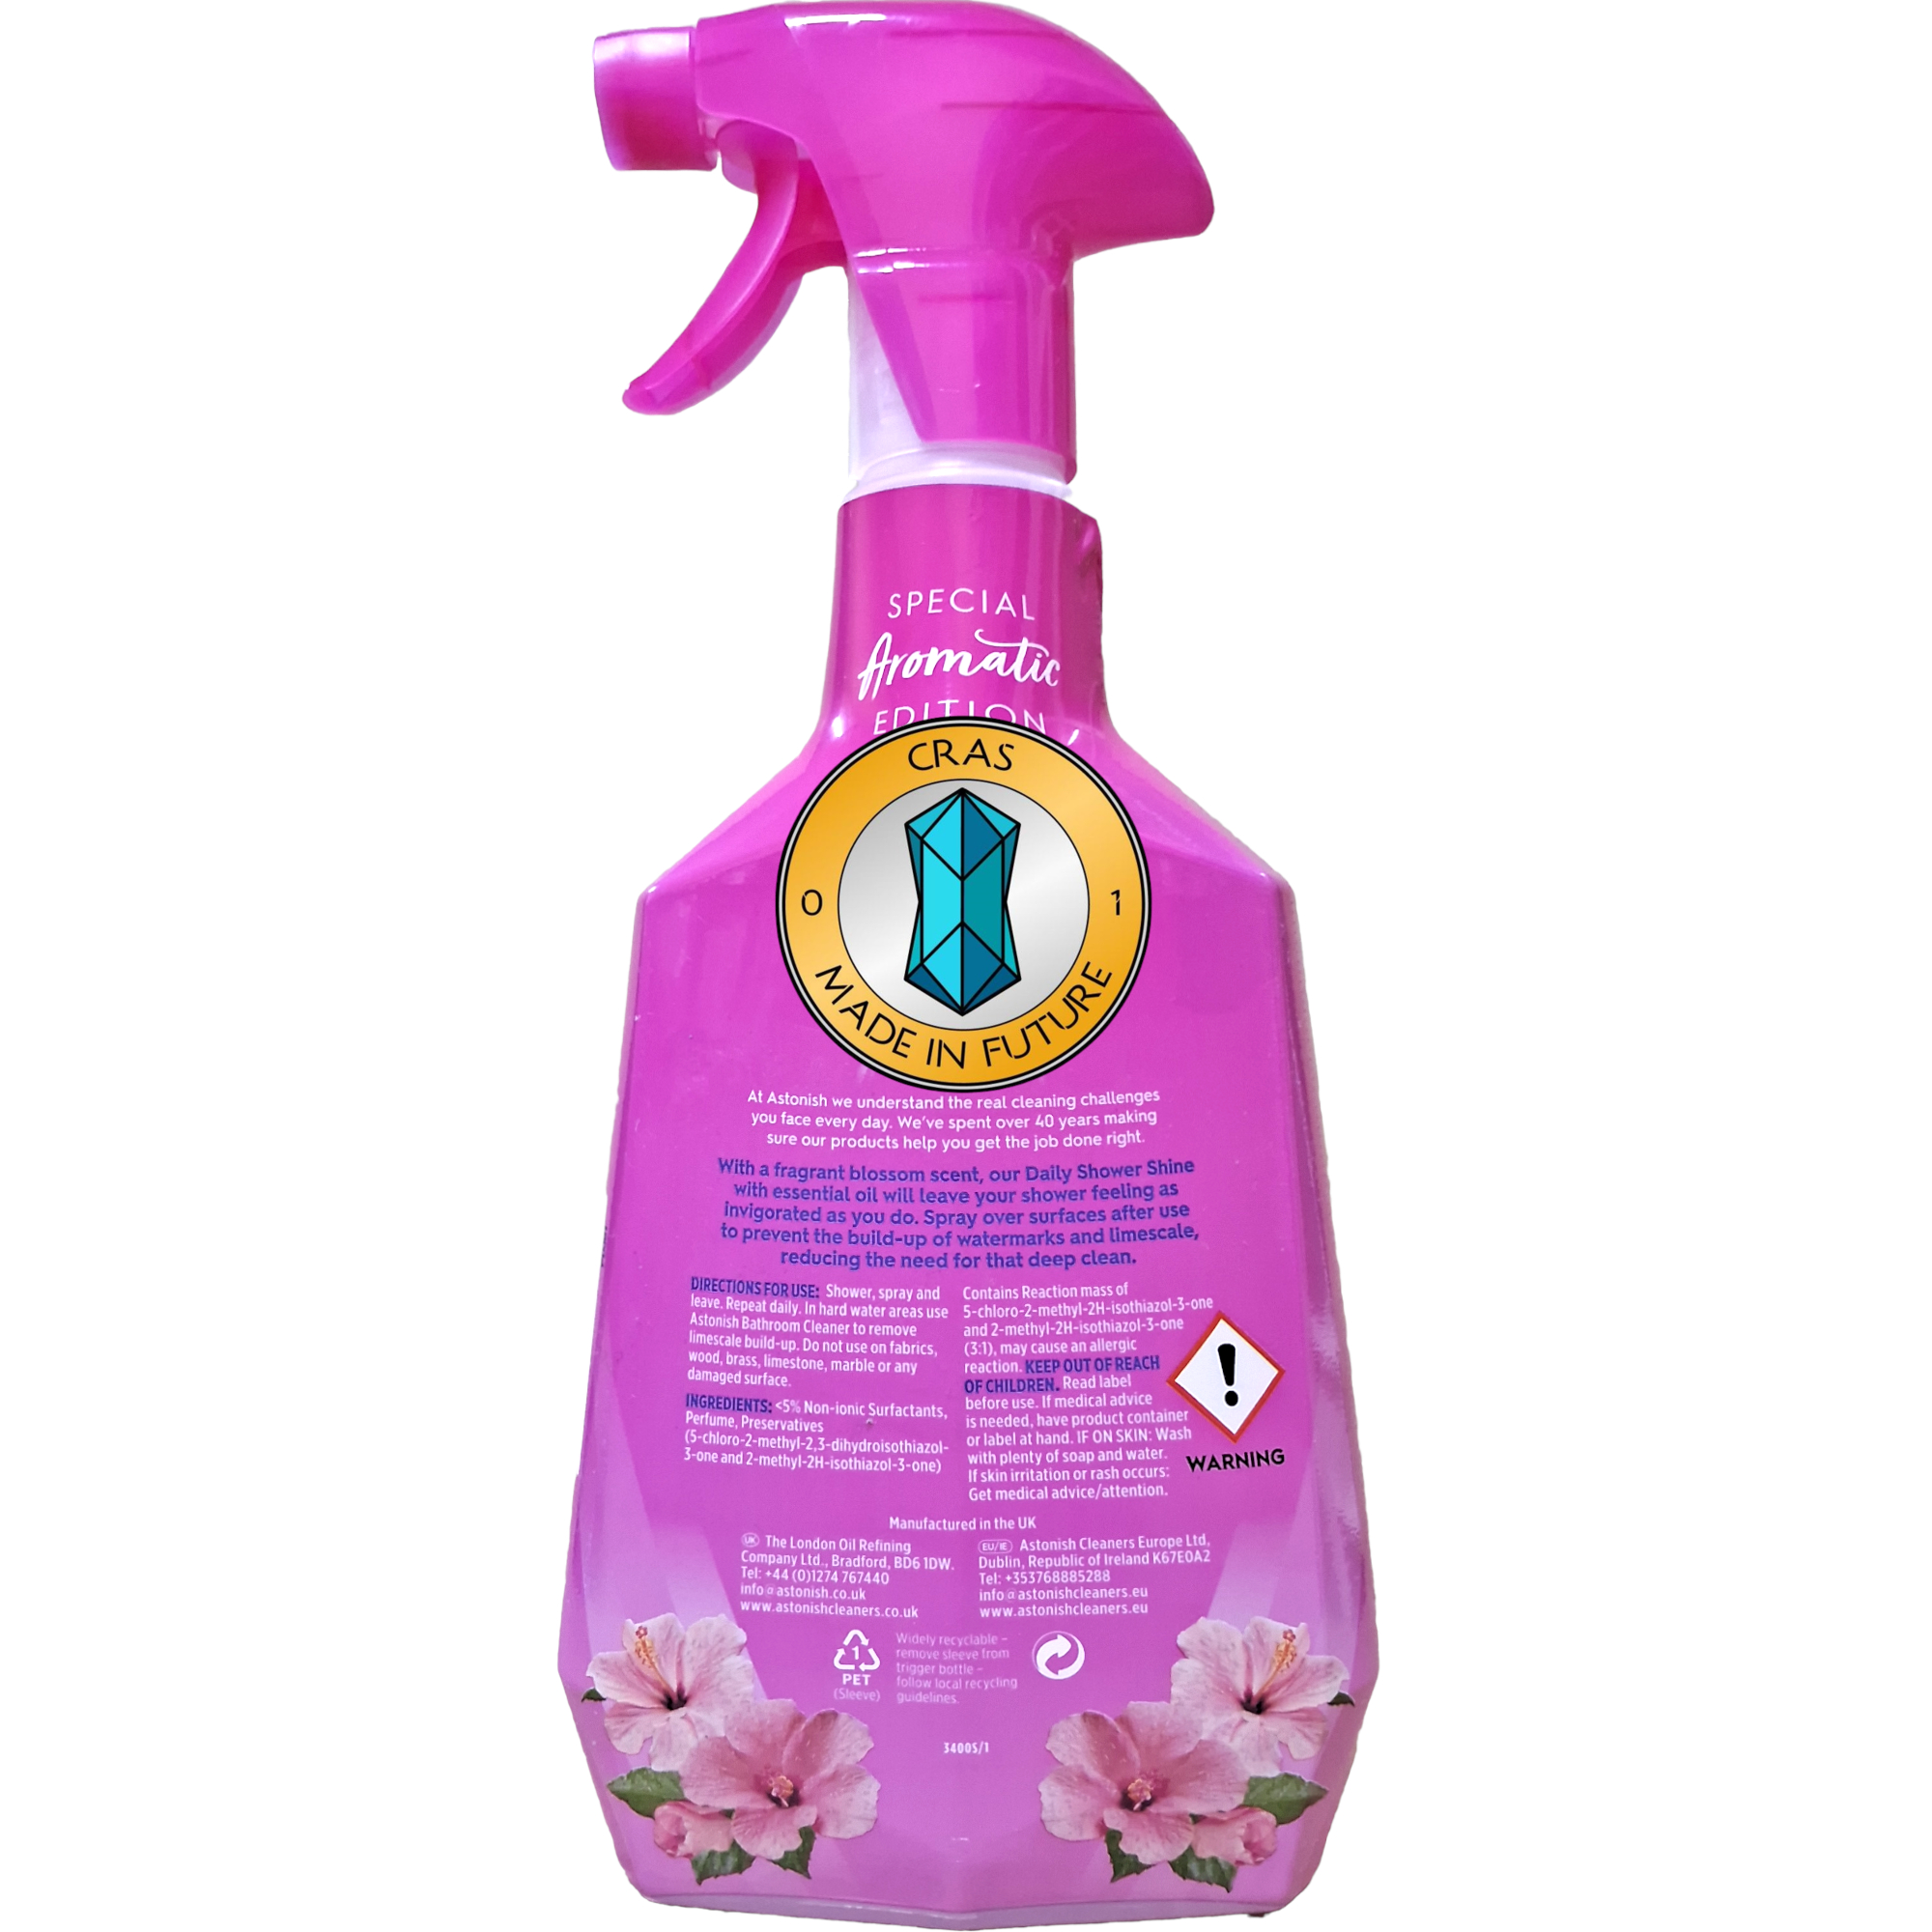 SPECIAL
Aromatic
EDITION
CRAS
0 1
MADE IN FUTURE
At Astonish we understand the real cleaning challenges
you face every day. We've spent over 40 years making
sure our products help you get the job done right.
With a fragrant blossom scent, our Daily Shower Shine
with essential oil will leave your shower feeling as
invigorated as you do. Spray over surfaces after use
to prevent the build-up of watermarks and limescale,
reducing the need for that deep clean.
DIRECTIONS FOR USE: Shower, spray and
leave. Repeat daily. In hard water areas use
Astonish Bathroom Cleaner to remove
limescale build-up. Do not use on fabrics,
wood, brass, limestone, marble or any
damaged surface.
INGREDIENTS: <5% Non-ionic Surfactants,
Perfume, Preservatives
(5-chloro-2-methyl-2,3-dihydroisothiazol-
3-one and 2-methyl-2H-isothiazol-3-one)
Contains Reaction mass of
5-chloro-2-methyl-2H-isothiazol-3-one
and 2-methyl-2H-isothiazol-3-one
(3:1), may cause an allergic
reaction. KEEP OUT OF REACH
OF CHILDREN. Read label
before use. If medical advice
is needed, have product container
or label at hand. IF ON SKIN: Wash
with plenty of soap and water.
If skin irritation or rash occurs:
Get medical advice/attention.
WARNING
Manufactured in the UK
UK The London Oil Refining
Company Ltd., Bradford, BD6 1DW.
Tel: +44 (0)1274 767440
info@astonish.co.uk
www.astonishcleaners.co.uk
EU/IE Astonish Cleaners Europe Ltd,
Dublin, Republic of Ireland K67E0A2
Tel: +353768885288
info@astonishcleaners.eu
www.astonishcleaners.eu
1
PET
(Sleeve)
Widely recyclable –
remove sleeve from
trigger bottle –
follow local recycling
guidelines.
3400S/1